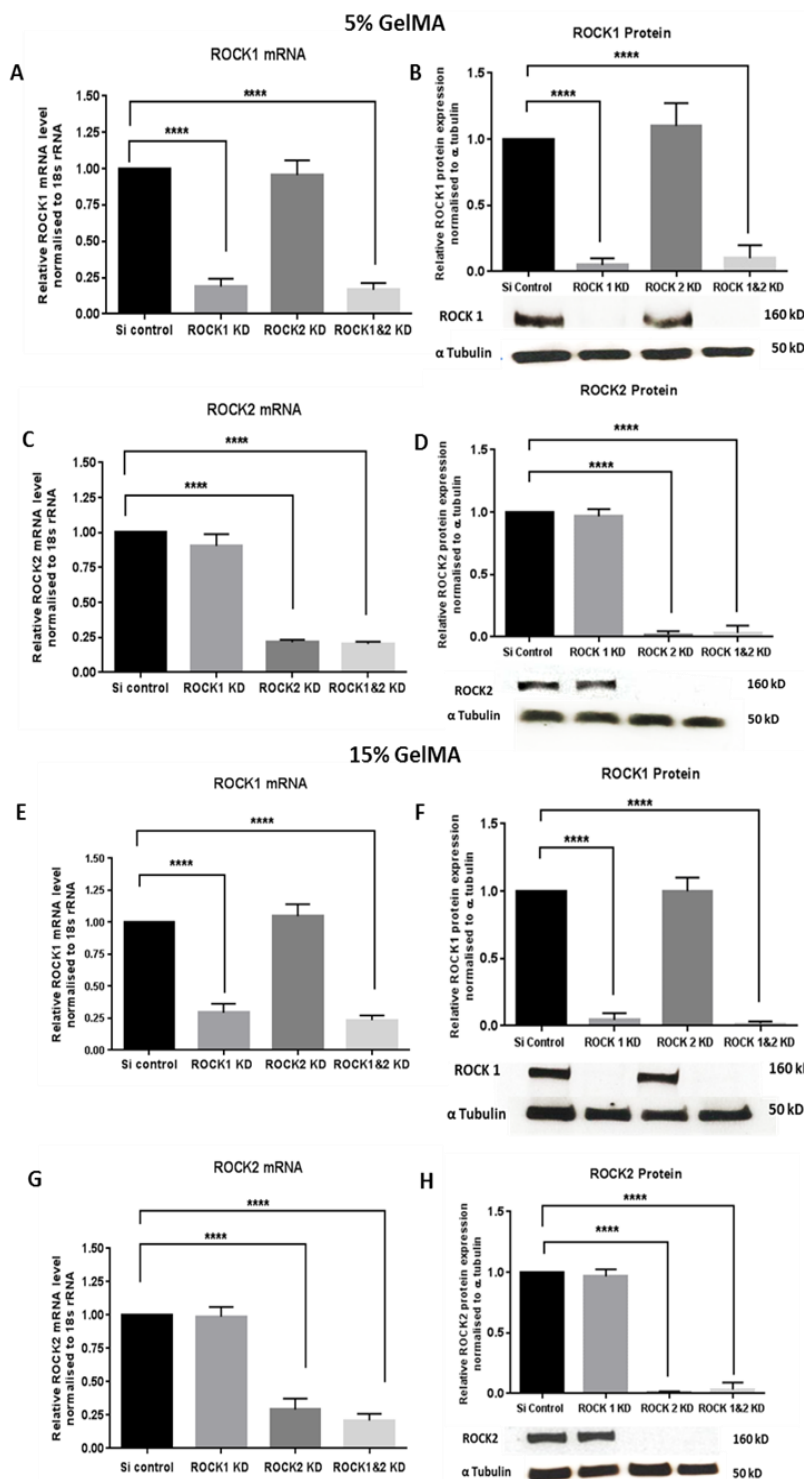 5% GelMA
A
ROCK1 mRNA
Relative ROCK1 mRNA level
normalised to 18s rRNA
1.50
1.25
1.00
0.75
0.50
0.25
0.00
****
****
Si control ROCK1 KD ROCK2 KD ROCK1&2 KD
B
ROCK1 Protein
Relative ROCK1 protein expression
normalised to α tubulin
1.5
1.0
0.5
0.0
****
****
Si Control ROCK 1 KD ROCK 2 KD ROCK 1&2 KD
ROCK 1 160 kD
α Tubulin 50 kD
C
ROCK2 mRNA
Relative ROCK2 mRNA level
normalised to 18s rRNA
1.50
1.25
1.00
0.75
0.50
0.25
0.00
****
****
Si control ROCK1 KD ROCK2 KD ROCK1&2 KD
D
ROCK2 Protein
Relative ROCK2 protein expression
normalised to α tubulin
1.5
1.0
0.5
0.0
****
****
Si Control ROCK 1 KD ROCK 2 KD ROCK 1&2 KD
ROCK2 160 kD
α Tubulin 50 kD
15% GelMA
E
ROCK1 mRNA
Relative ROCK1 mRNA level
normalised to 18s rRNA
1.50
1.25
1.00
0.75
0.50
0.25
0.00
****
****
Si control ROCK1 KD ROCK2 KD ROCK1&2 KD
F
ROCK1 Protein
Relative ROCK1 protein expression
normalised to α tubulin
1.5
1.0
0.5
0.0
****
****
Si Control ROCK 1 KD ROCK 2 KD ROCK 1&2 KD
ROCK 1 160 kD
α Tubulin 50 kD
G
ROCK2 mRNA
Relative ROCK2 mRNA level
normalised to 18s rRNA
1.50
1.25
1.00
0.75
0.50
0.25
0.00
****
****
Si control ROCK1 KD ROCK2 KD ROCK1&2 KD
H
ROCK2 Protein
Relative ROCK2 protein expression
normalised to α tubulin
1.5
1.0
0.5
0.0
****
****
Si Control ROCK 1 KD ROCK 2 KD ROCK 1&2 KD
ROCK2 160 kD
α Tubulin 50 kD